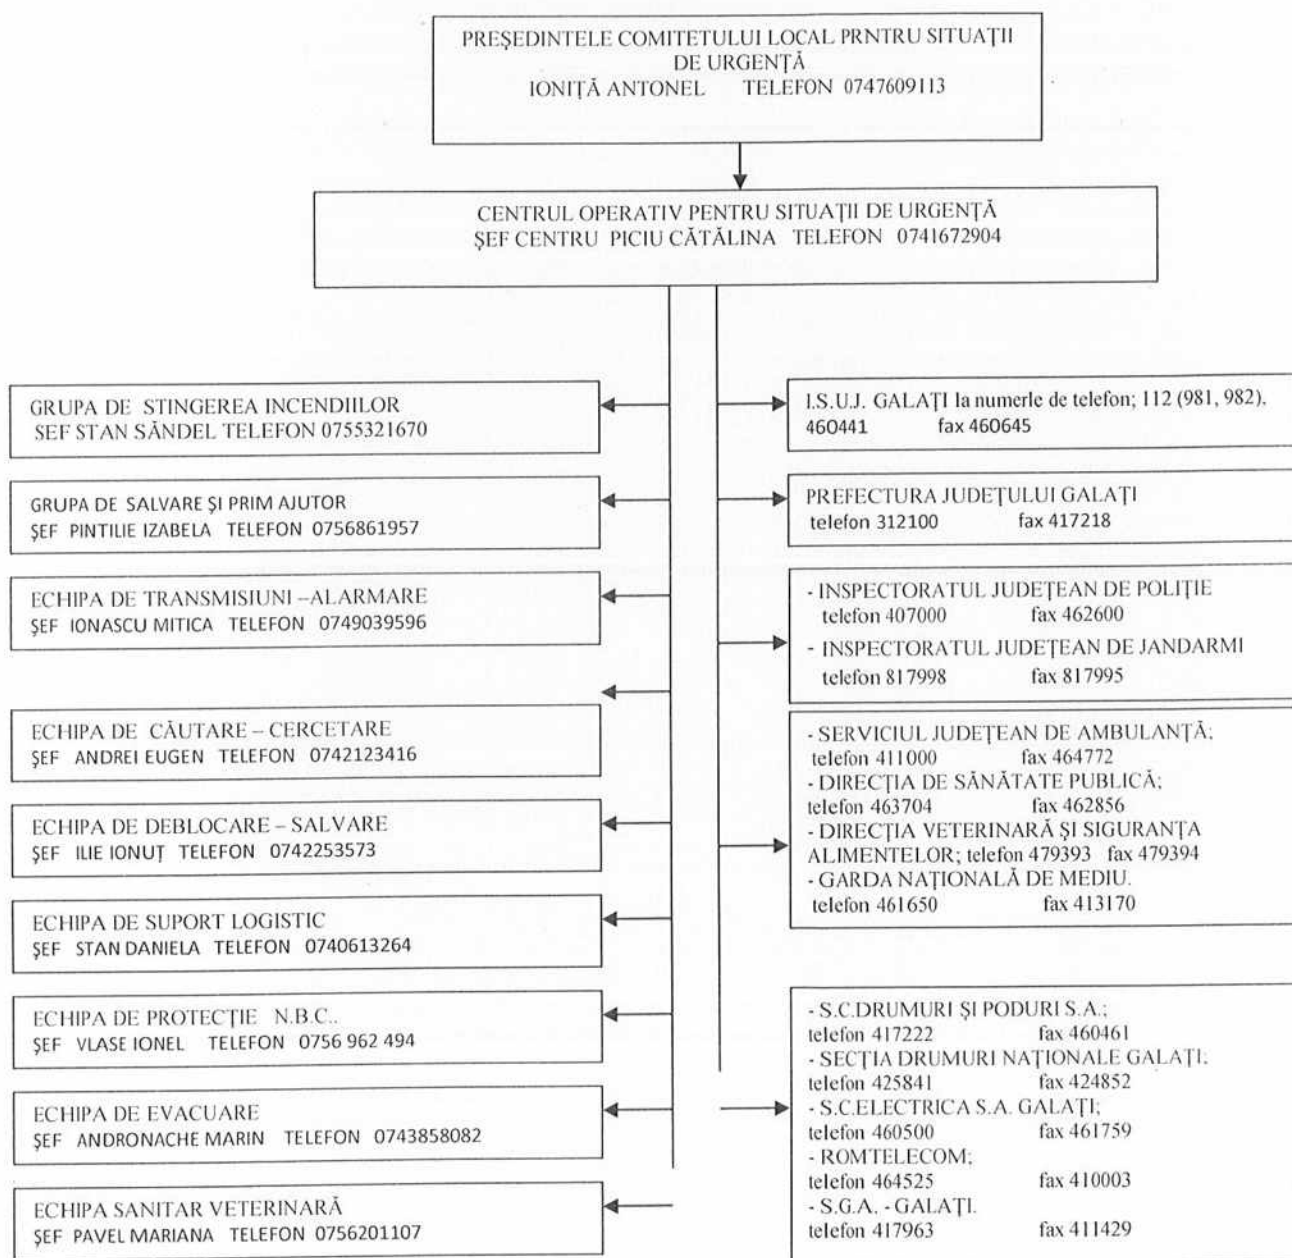 PREŞEDINTELE COMITETULUI LOCAL PRNTRU SITUAŢII
DE URGENŢĂ
IONIŢĂ ANTONEL TELEFON 0747609113
CENTRUL OPERATIV PENTRU SITUAŢII DE URGENŢĂ
ŞEF CENTRU PICIU CĂTĂLINA TELEFON 0741672904
GRUPA DE STINGEREA INCENDIILOR
SEF STAN SĂNDEL TELEFON 0755321670
GRUPA DE SALVARE ŞI PRIM AJUTOR
ŞEF PINTILIE IZABELA TELEFON 0756861957
ECHIPA DE TRANSMISIUNI –ALARMARE
ŞEF IONASCU MITICA TELEFON 0749039596
ECHIPA DE CĂUTARE – CERCETARE
ŞEF ANDREI EUGEN TELEFON 0742123416
ECHIPA DE DEBLOCARE – SALVARE
ŞEF ILIE IONUŢ TELEFON 0742253573
ECHIPA DE SUPORT LOGISTIC
ŞEF STAN DANIELA TELEFON 0740613264
ECHIPA DE PROTECŢIE N.B.C..
ŞEF VLASE IONEL TELEFON 0756 962 494
ECHIPA DE EVACUARE
ŞEF ANDRONACHE MARIN TELEFON 0743858082
ECHIPA SANITAR VETERINARĂ
ŞEF PAVEL MARIANA TELEFON 0756201107
I.S.U.J. GALAŢI la numerle de telefon; 112 (981, 982).
460441 fax 460645
PREFECTURA JUDEŢULUI GALAŢI
telefon 312100 fax 417218
- INSPECTORATUL JUDEŢEAN DE POLIŢIE
telefon 407000 fax 462600
- INSPECTORATUL JUDEŢEAN DE JANDARMI
telefon 817998 fax 817995
- SERVICIUL JUDEŢEAN DE AMBULANŢĂ;
telefon 411000 fax 464772
- DIRECŢIA DE SĂNĂTATE PUBLICĂ;
telefon 463704 fax 462856
- DIRECŢIA VETERINARĂ ŞI SIGURANŢA
ALIMENTELOR; telefon 479393 fax 479394
- GARDA NAŢIONALĂ DE MEDIU.
telefon 461650 fax 413170
- S.C.DRUMURI ŞI PODURI S.A.;
telefon 417222 fax 460461
- SECŢIA DRUMURI NAŢIONALE GALAŢI;
telefon 425841 fax 424852
- S.C.ELECTRICA S.A. GALAŢI;
telefon 460500 fax 461759
- ROMTELECOM;
telefon 464525 fax 410003
- S.G.A. - GALAŢI.
telefon 417963 fax 411429